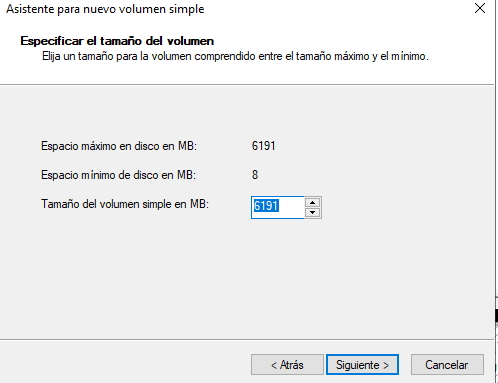 Asistente para nuevo volumen simple
Especificar el tamaño del volumen
Elija un tamaño para la volumen comprendido entre el tamaño máximo y el mínimo.
Espacio máximo en disco en MB: 6191
Espacio mínimo de disco en MB: 8
Tamaño del volumen simple en MB: 6191
< Atrás Siguiente > Cancelar